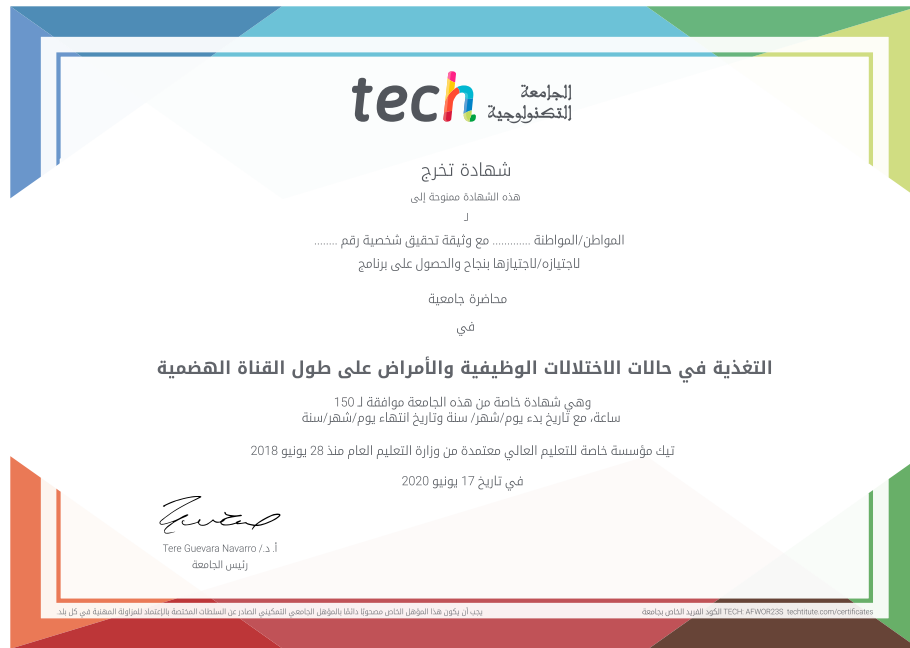 tech الجامعة
التكنولوجية
شهادة تخرج
هذه الشهادة ممنوحة إلى
لـ
المواطن/المواطنة ............ مع وثيقة تحقيق شخصية رقم ........
لاجتيازه/لاجتيازها بنجاح والحصول على برنامج
محاضرة جامعية
في
التغذية في حالات الاختلالات الوظيفية والأمراض على طول القناة الهضمية
وهي شهادة خاصة من هذه الجامعة موافقة لـ 150
ساعة، مع تاريخ بدء يوم/شهر/ سنة وتاريخ انتهاء يوم/شهر/سنة
تيك مؤسسة خاصة للتعليم العالي معتمدة من وزارة التعليم العام منذ 28 يونيو 2018
في تاريخ 17 يونيو 2020
أ. د./ Tere Guevara Navarro
رئيس الجامعة
يجب أن يكون هذا المؤهل الخاص مصحوبًا دائمًا بالمؤهل الجامعي التمكيني الصادر عن السلطات المختصة بالإعتماد للمزاولة المهنية في كل بلد.
الكود الفريد الخاص بجامعة TECH: AFWOR23S techtitute.com/certificates